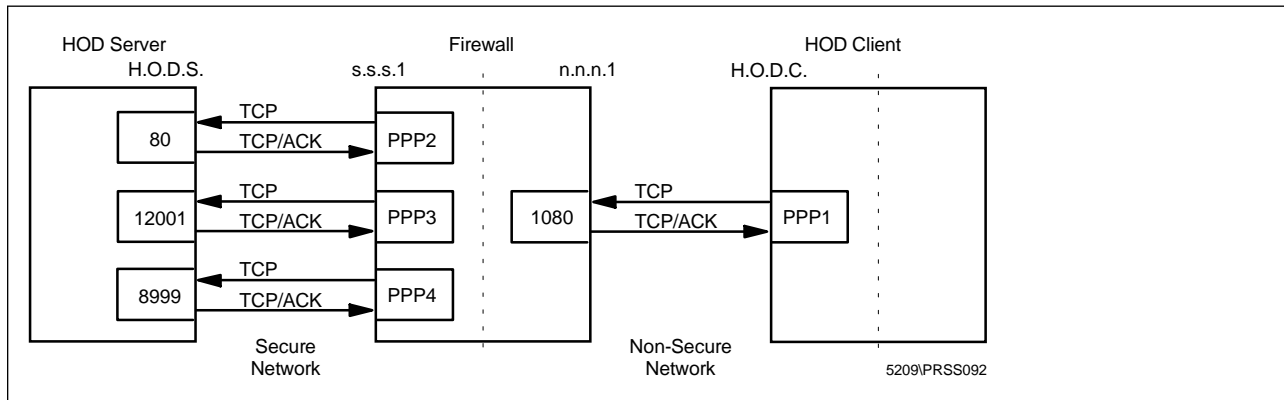 HOD Server
Firewall
HOD Client
H.O.D.S.
s.s.s.1
n.n.n.1
H.O.D.C.
TCP
80
TCP/ACK
PPP2
TCP
12001
TCP/ACK
PPP3
1080
TCP
TCP/ACK
PPP1
TCP
8999
TCP/ACK
PPP4
Secure
Network
Non-Secure
Network
5209\PRSS092